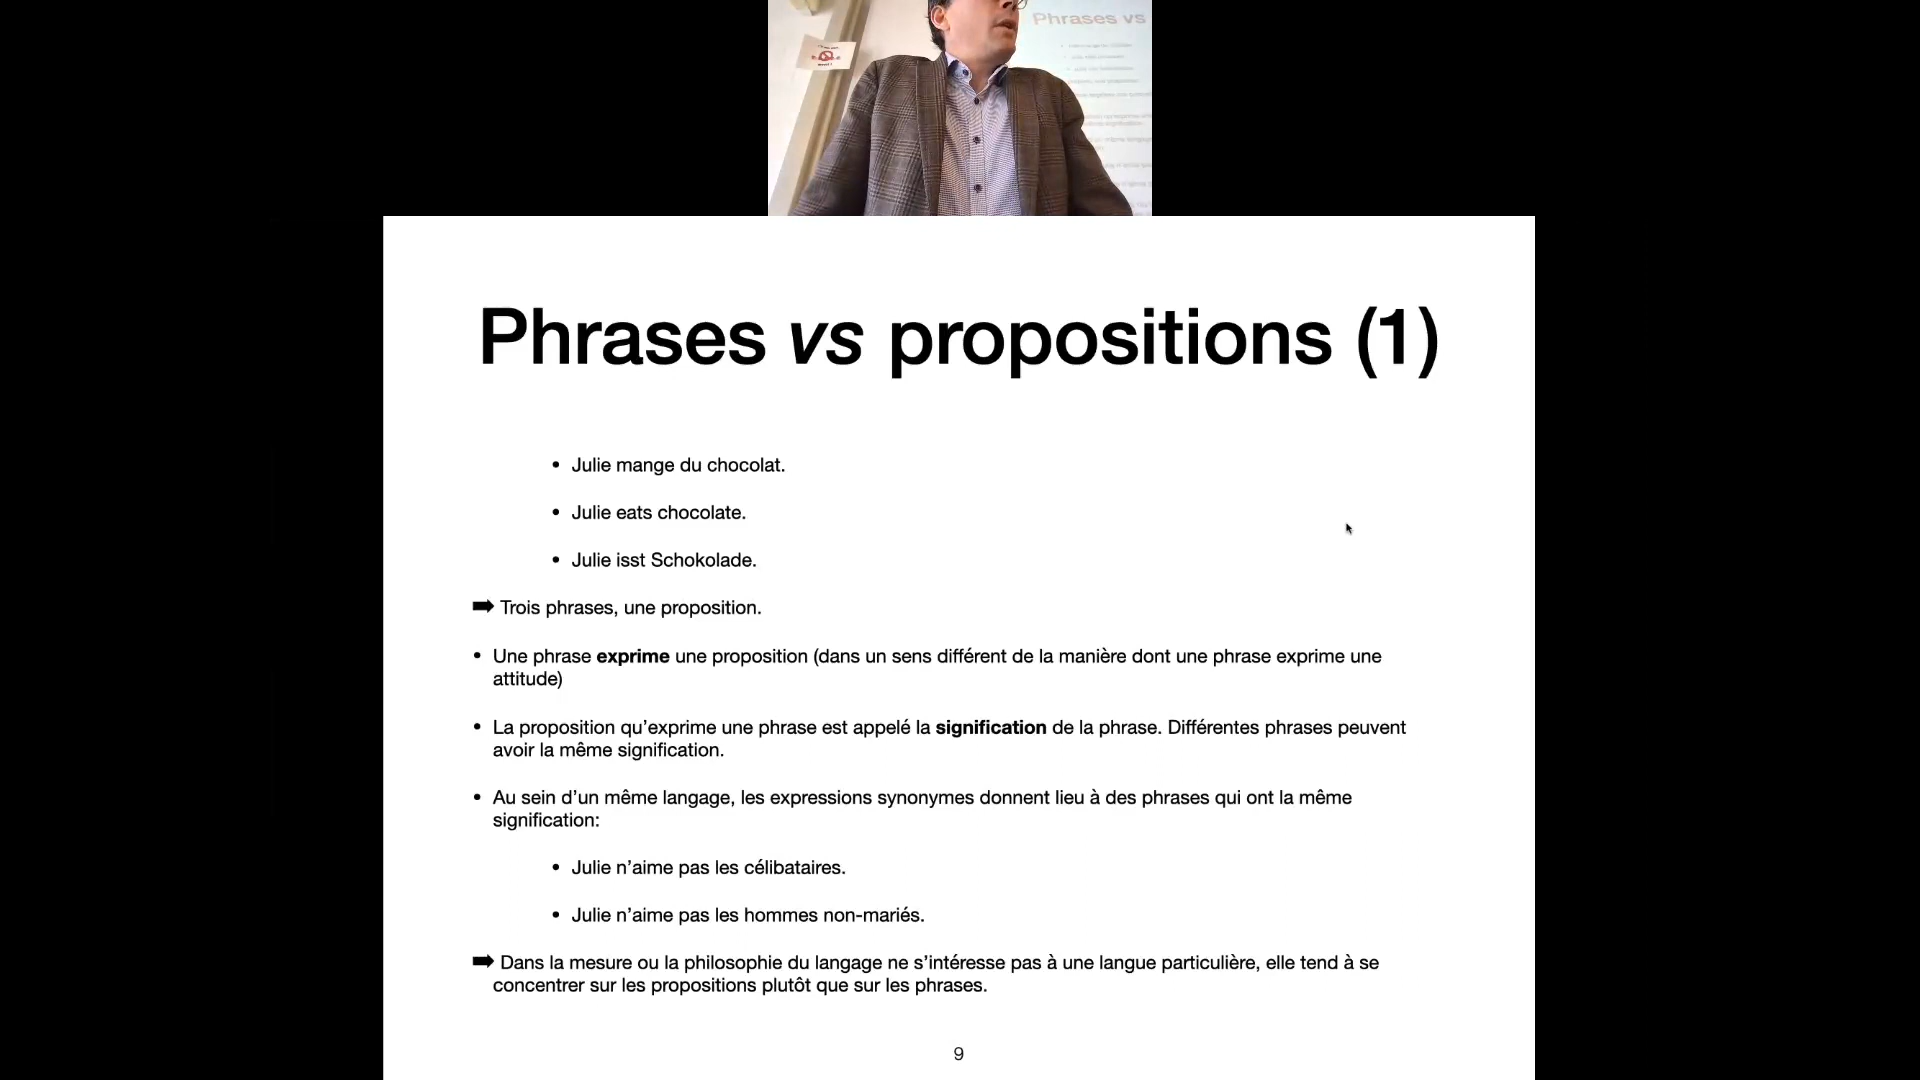 Phrases vs
Phrases vs propositions (1)
• Julie mange du chocolat.
• Julie eats chocolate.
• Julie isst Schokolade.
➡ Trois phrases, une proposition.
• Une phrase exprime une proposition (dans un sens différent de la manière dont une phrase exprime une
attitude)
• La proposition qu’exprime une phrase est appelé la signification de la phrase. Différentes phrases peuvent
avoir la même signification.
• Au sein d’un même langage, les expressions synonymes donnent lieu à des phrases qui ont la même
signification:
• Julie n’aime pas les célibataires.
• Julie n’aime pas les hommes non-mariés.
➡ Dans la mesure ou la philosophie du langage ne s’intéresse pas à une langue particulière, elle tend à se
concentrer sur les propositions plutôt que sur les phrases.
9